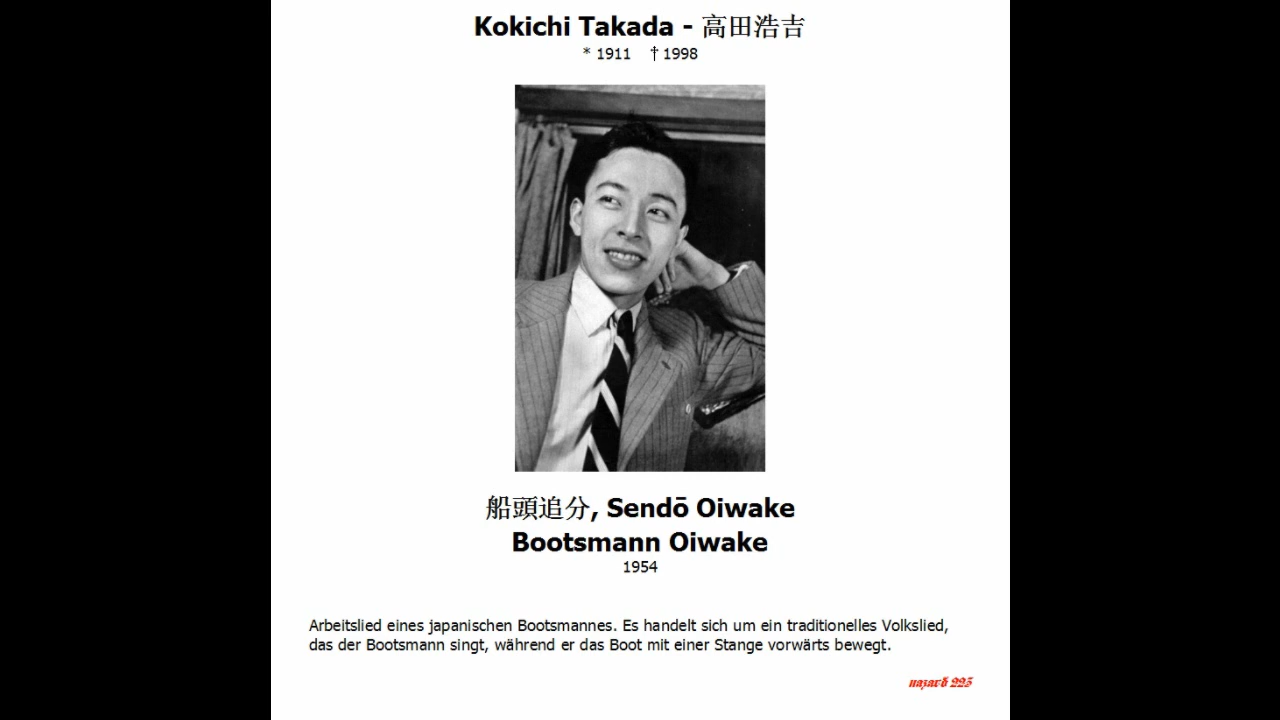 Kokichi Takada - 高田浩吉
* 1911 † 1998
船頭追分, Sendō Oiwake
Bootsmann Oiwake
1954
Arbeitslied eines japanischen Bootsmannes. Es handelt sich um ein traditionelles Volkslied,
das der Bootsmann singt, während er das Boot mit einer Stange vorwärts bewegt.
nazard 225